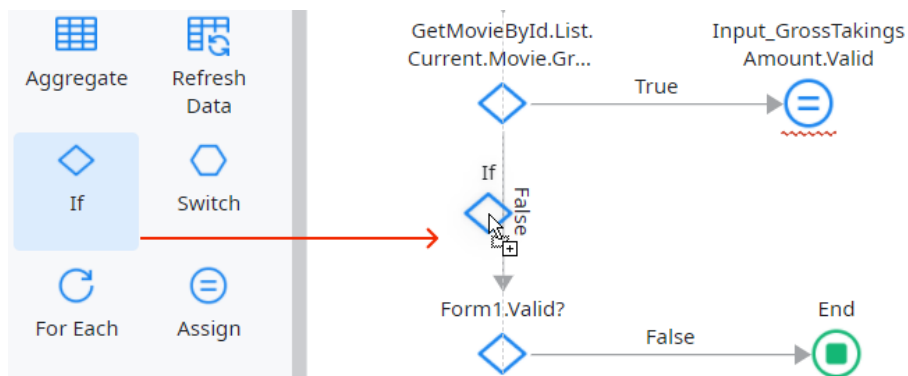 Aggregate
Refresh
Data
If
Switch
For Each
Assign
GetMovieById.List.
Current.Movie.Gr...
Input_GrossTakings
Amount.Valid
True
If
False
Form1.Valid?
False
End